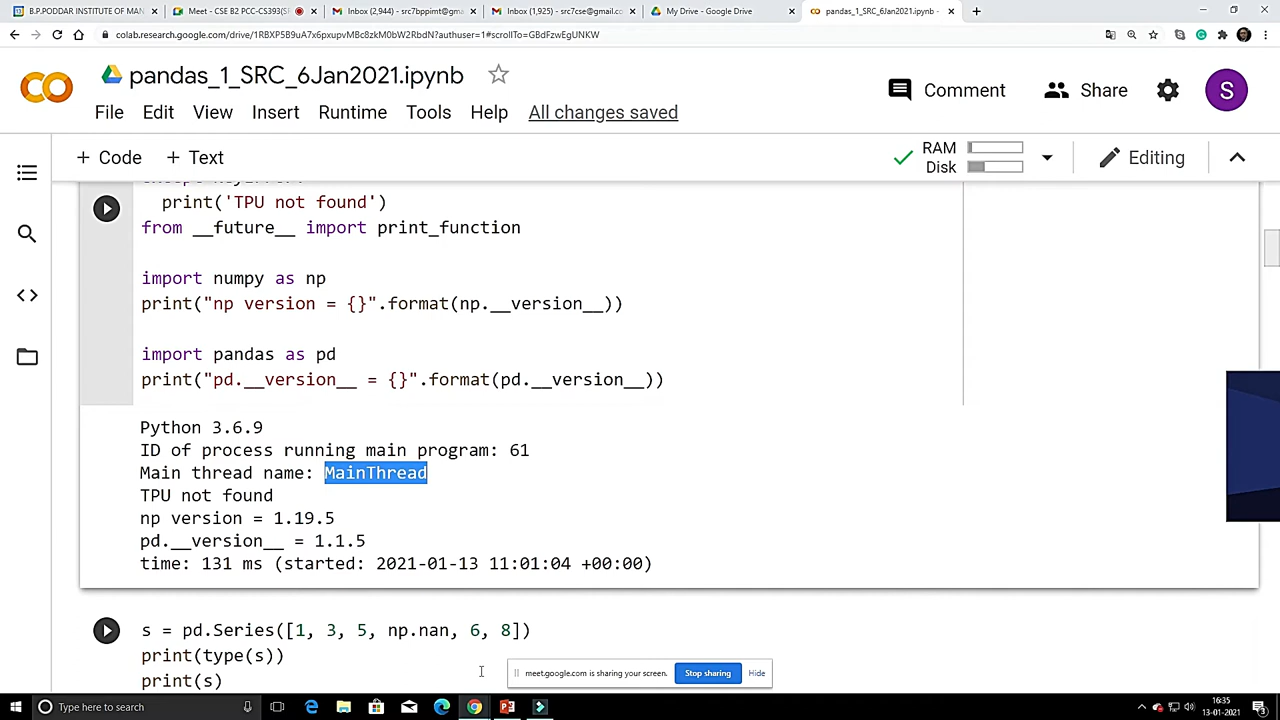 B.P.PODDAR INSTITUTE OF MAN
Meet - CSE B2 PCC-CS393(S
Inbox (2,944) - src7bppimt@gma
Inbox (1,925) - src7cse@gmail.co
My Drive - Google Drive
pandas_1_SRC_6Jan2021.ipynb -
colab.research.google.com/drive/1RBXP5B9uA7x6pxupvMBc8zkM0bW2RbdN?authuser=1#scrollTo=GBdFzwEgUNKW
pandas_1_SRC_6Jan2021.ipynb
Comment
Share
S
File Edit View Insert Runtime Tools Help All changes saved
+ Code + Text
RAM
Disk
Editing
print('TPU not found')
from __future__ import print_function
import numpy as np
print("np version = {}".format(np.__version__))
import pandas as pd
print("pd.__version__ = {}".format(pd.__version__))
Python 3.6.9
ID of process running main program: 61
Main thread name: MainThread
TPU not found
np version = 1.19.5
pd.__version__ = 1.1.5
time: 131 ms (started: 2021-01-13 11:01:04 +00:00)
s = pd.Series([1, 3, 5, np.nan, 6, 8])
print(type(s))
print(s)
meet.google.com is sharing your screen.
Stop sharing
Hide
Type here to search
16:35
13-01-2021
3